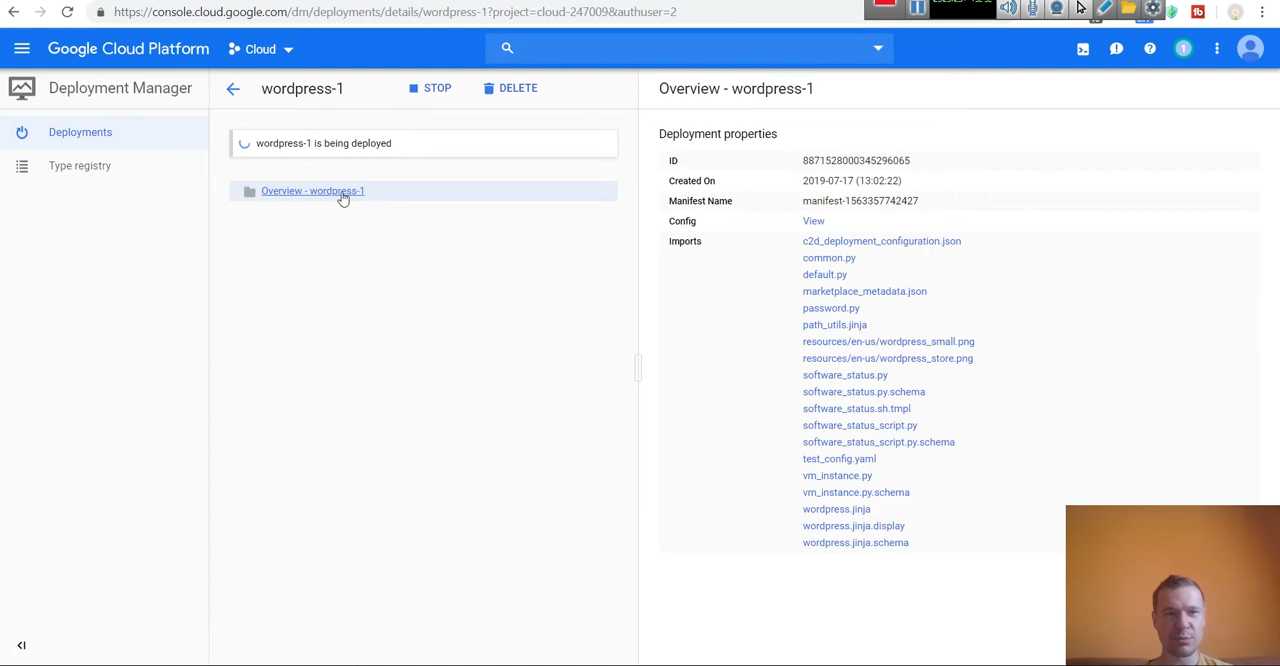 https://console.cloud.google.com/dm/deployments/details/wordpress-1?project=cloud-247009&authuser=2
Google Cloud Platform
Cloud
1
Deployment Manager
wordpress-1
STOP
DELETE
Overview - wordpress-1
Deployments
Type registry
wordpress-1 is being deployed
Overview - wordpress-1
Deployment properties
ID 8871528000345296065
Created On 2019-07-17 (13:02:22)
Manifest Name manifest-1563357742427
Config View
Imports c2d_deployment_configuration.json
common.py
default.py
marketplace_metadata.json
password.py
path_utils.jinja
resources/en-us/wordpress_small.png
resources/en-us/wordpress_store.png
software_status.py
software_status.py.schema
software_status.sh.tmpl
software_status_script.py
software_status_script.py.schema
test_config.yaml
vm_instance.py
vm_instance.py.schema
wordpress.jinja
wordpress.jinja.display
wordpress.jinja.schema